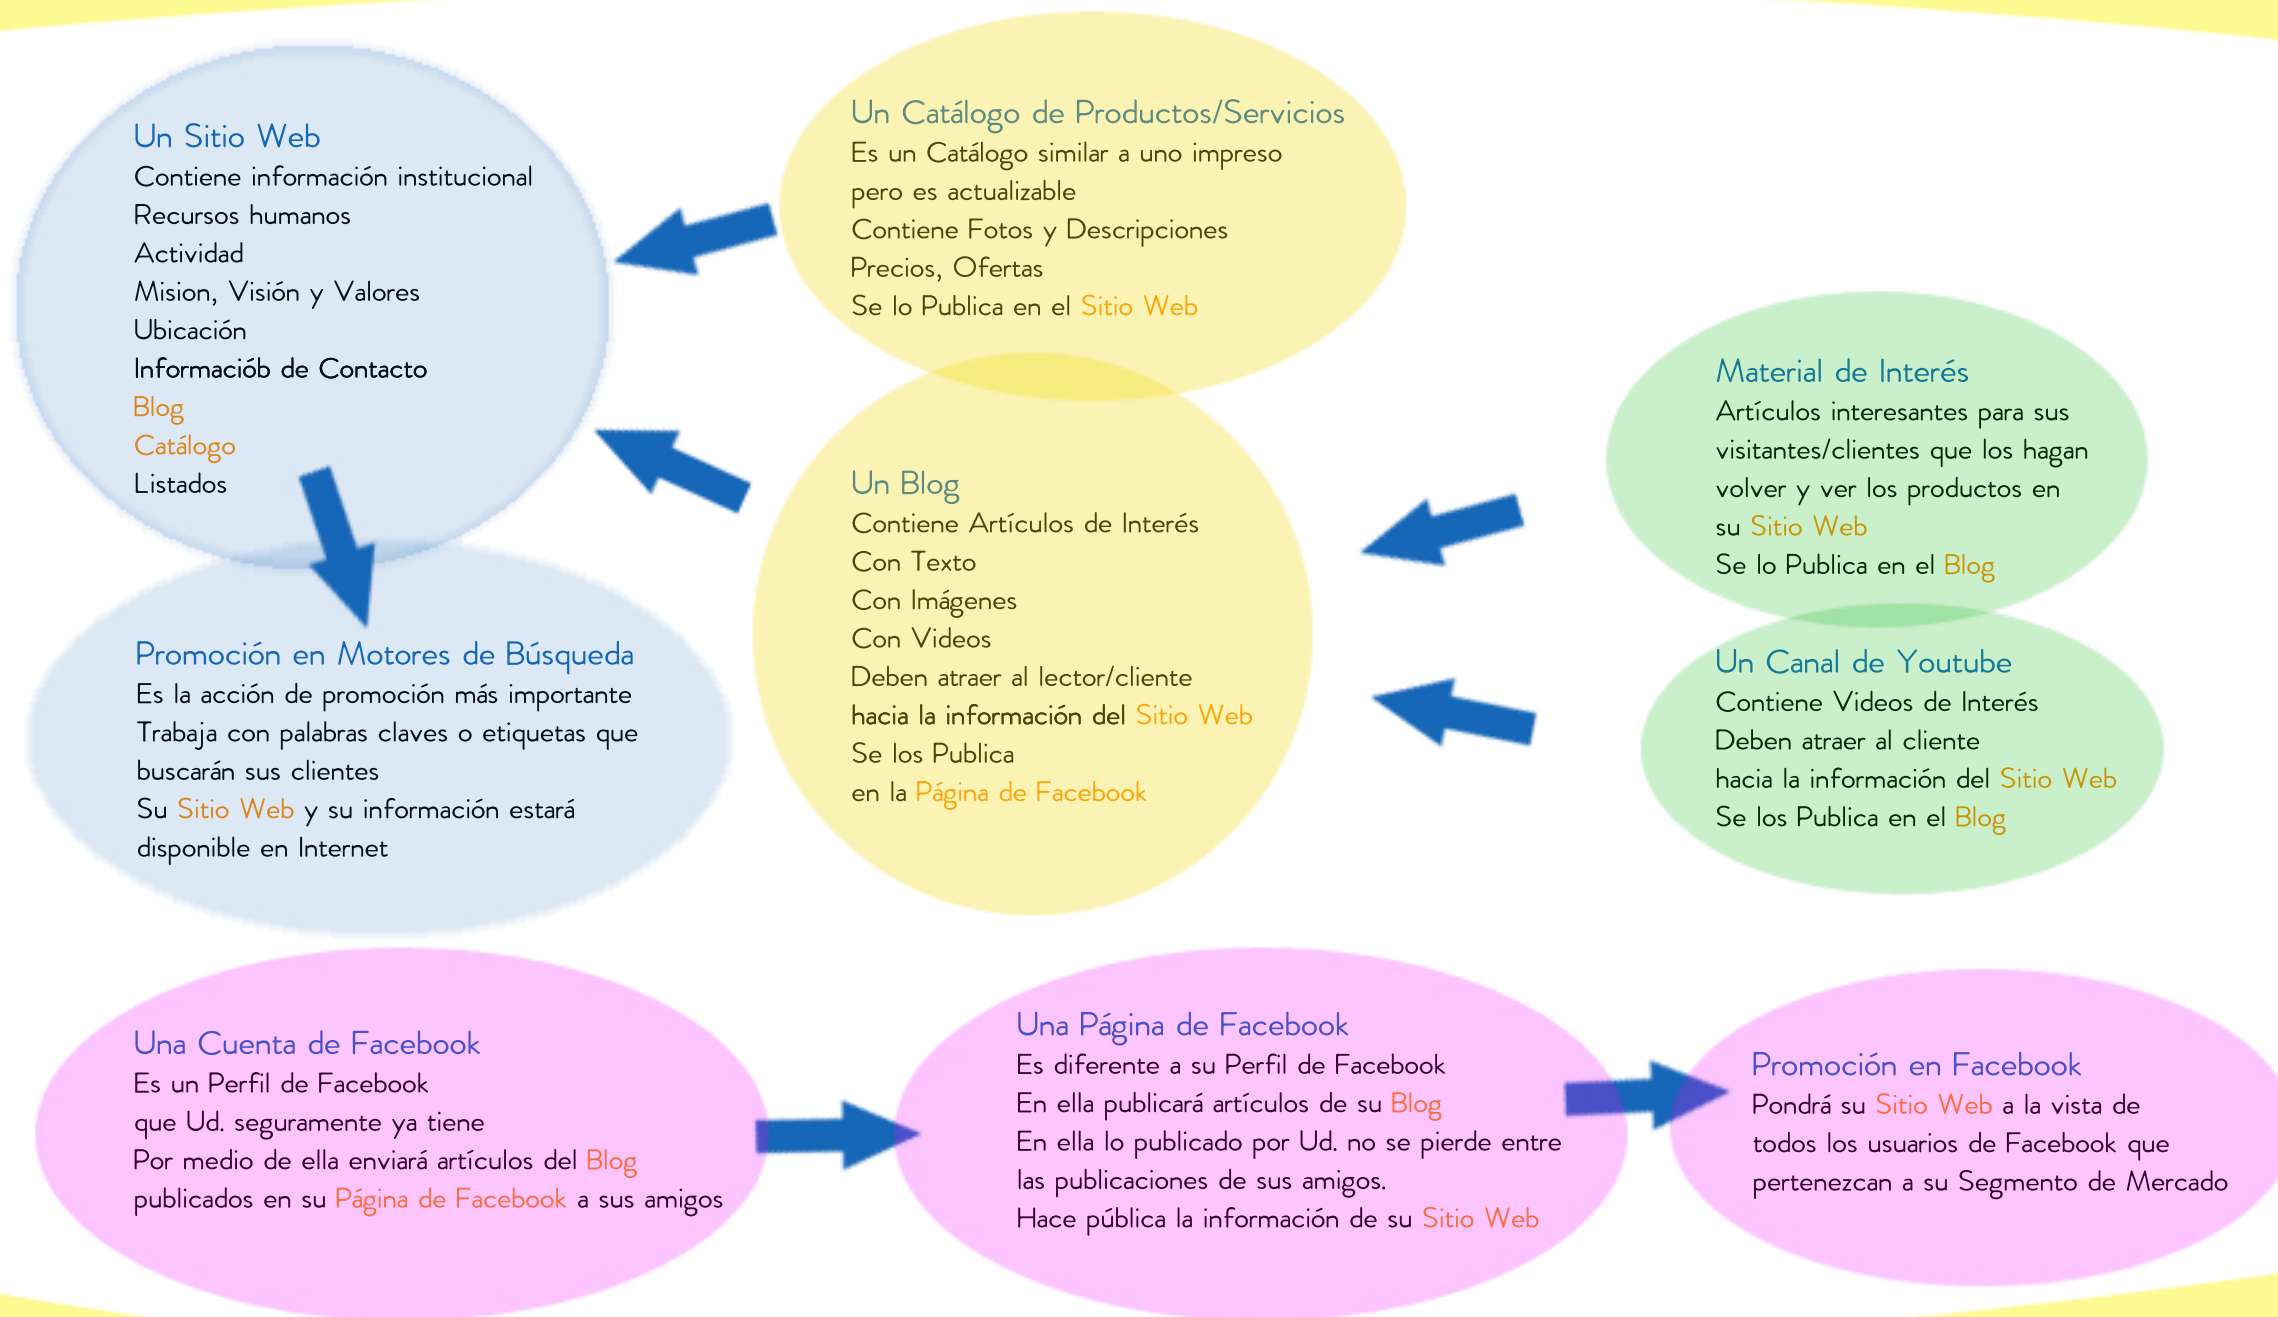 Un Sitio Web
Contiene información institucional
Recursos humanos
Actividad
Mision, Visión y Valores
Ubicación
Informaciób de Contacto
Blog
Catálogo
Listados
Un Catálogo de Productos/Servicios
Es un Catálogo similar a uno impreso
pero es actualizable
Contiene Fotos y Descripciones
Precios, Ofertas
Se lo Publica en el Sitio Web
Un Blog
Contiene Artículos de Interés
Con Texto
Con Imágenes
Con Videos
Deben atraer al lector/cliente
hacia la información del Sitio Web
Se los Publica
en la Página de Facebook
Material de Interés
Artículos interesantes para sus
visitantes/clientes que los hagan
volver y ver los productos en
su Sitio Web
Se lo Publica en el Blog
Un Canal de Youtube
Contiene Videos de Interés
Deben atraer al cliente
hacia la información del Sitio Web
Se los Publica en el Blog
Promoción en Motores de Búsqueda
Es la acción de promoción más importante
Trabaja con palabras claves o etiquetas que
buscarán sus clientes
Su Sitio Web y su información estará
disponible en Internet
Una Cuenta de Facebook
Es un Perfil de Facebook
que Ud. seguramente ya tiene
Por medio de ella enviará artículos del Blog
publicados en su Página de Facebook a sus amigos
Una Página de Facebook
Es diferente a su Perfil de Facebook
En ella publicará artículos de su Blog
En ella lo publicado por Ud. no se pierde entre
las publicaciones de sus amigos.
Hace pública la información de su Sitio Web
Promoción en Facebook
Pondrá su Sitio Web a la vista de
todos los usuarios de Facebook que
pertenezcan a su Segmento de Mercado